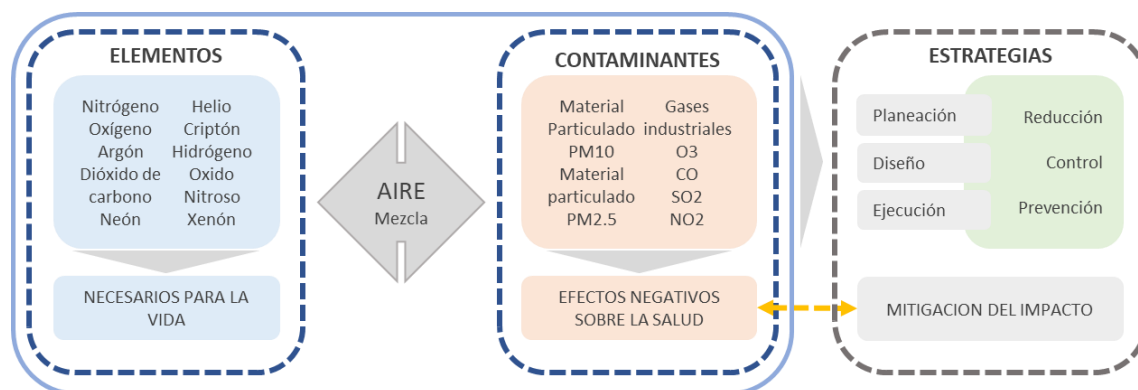 ELEMENTOS
Nitrógeno
Oxígeno
Argón
Dióxido de
carbono
Neón
Helio
Criptón
Hidrógeno
Oxido
Nitroso
Xenón
NECESARIOS PARA LA
VIDA
AIRE
Mezcla
CONTAMINANTES
Material
Particulado
PM10
Material
particulado
PM2.5
Gases
industriales
O3
CO
SO2
NO2
EFECTOS NEGATIVOS
SOBRE LA SALUD
ESTRATEGIAS
Planeación
Diseño
Ejecución
Reducción
Control
Prevención
MITIGACION DEL IMPACTO